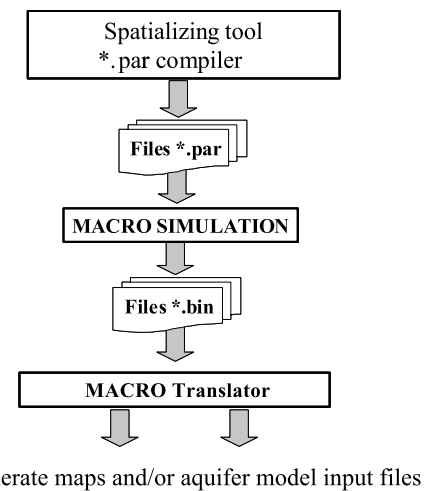 Spatializing tool
*.par compiler
Files *.par
MACRO SIMULATION
Files *.bin
MACRO Translator
erate maps and/or aquifer model input files